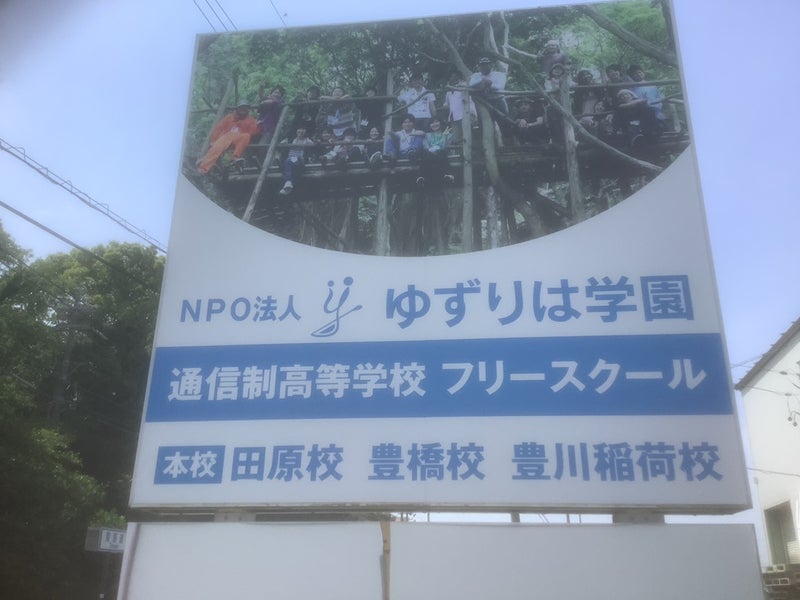 NPO法人 ゆずりは学園
通信制高等学校 フリースクール
本校 田原校 豊橋校 豊川稲荷校